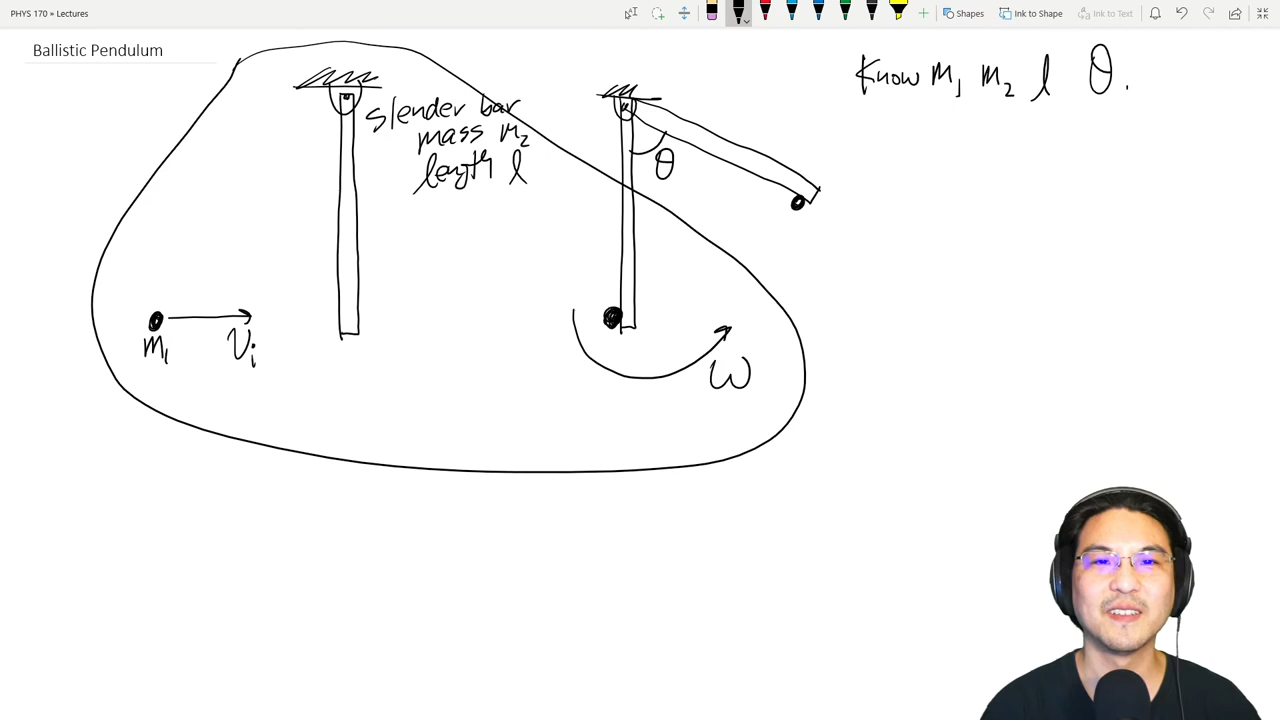 PHYS 170 » Lectures
Shapes
Ink to Shape
Ink to Text
Ballistic Pendulum
Know m₁ m₂ l θ.
slender bar
mass m₂
length l
θ
m₁
vᵢ
ω